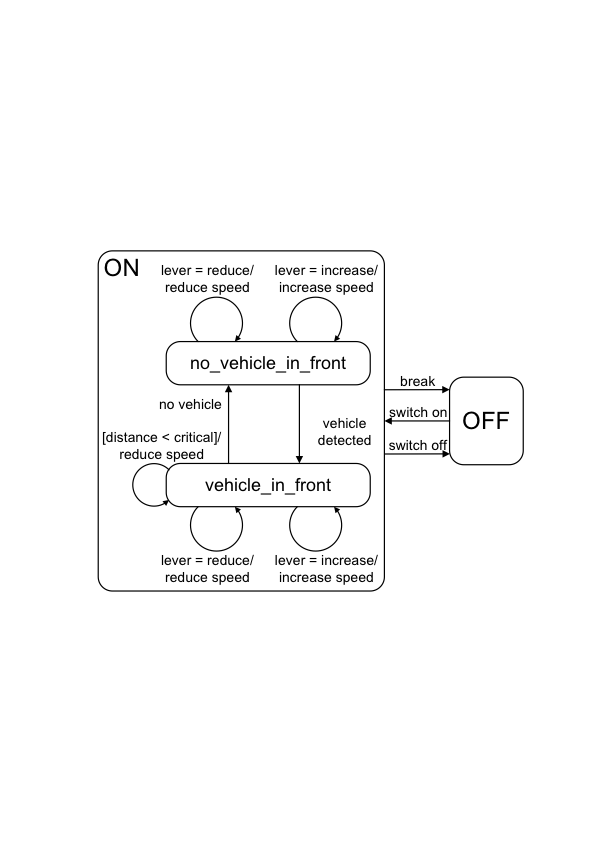 ON
lever = reduce/
reduce speed
lever = increase/
increase speed
no_vehicle_in_front
no vehicle
vehicle
detected
[distance < critical]/
reduce speed
vehicle_in_front
lever = reduce/
reduce speed
lever = increase/
increase speed
break
switch on
switch off
OFF